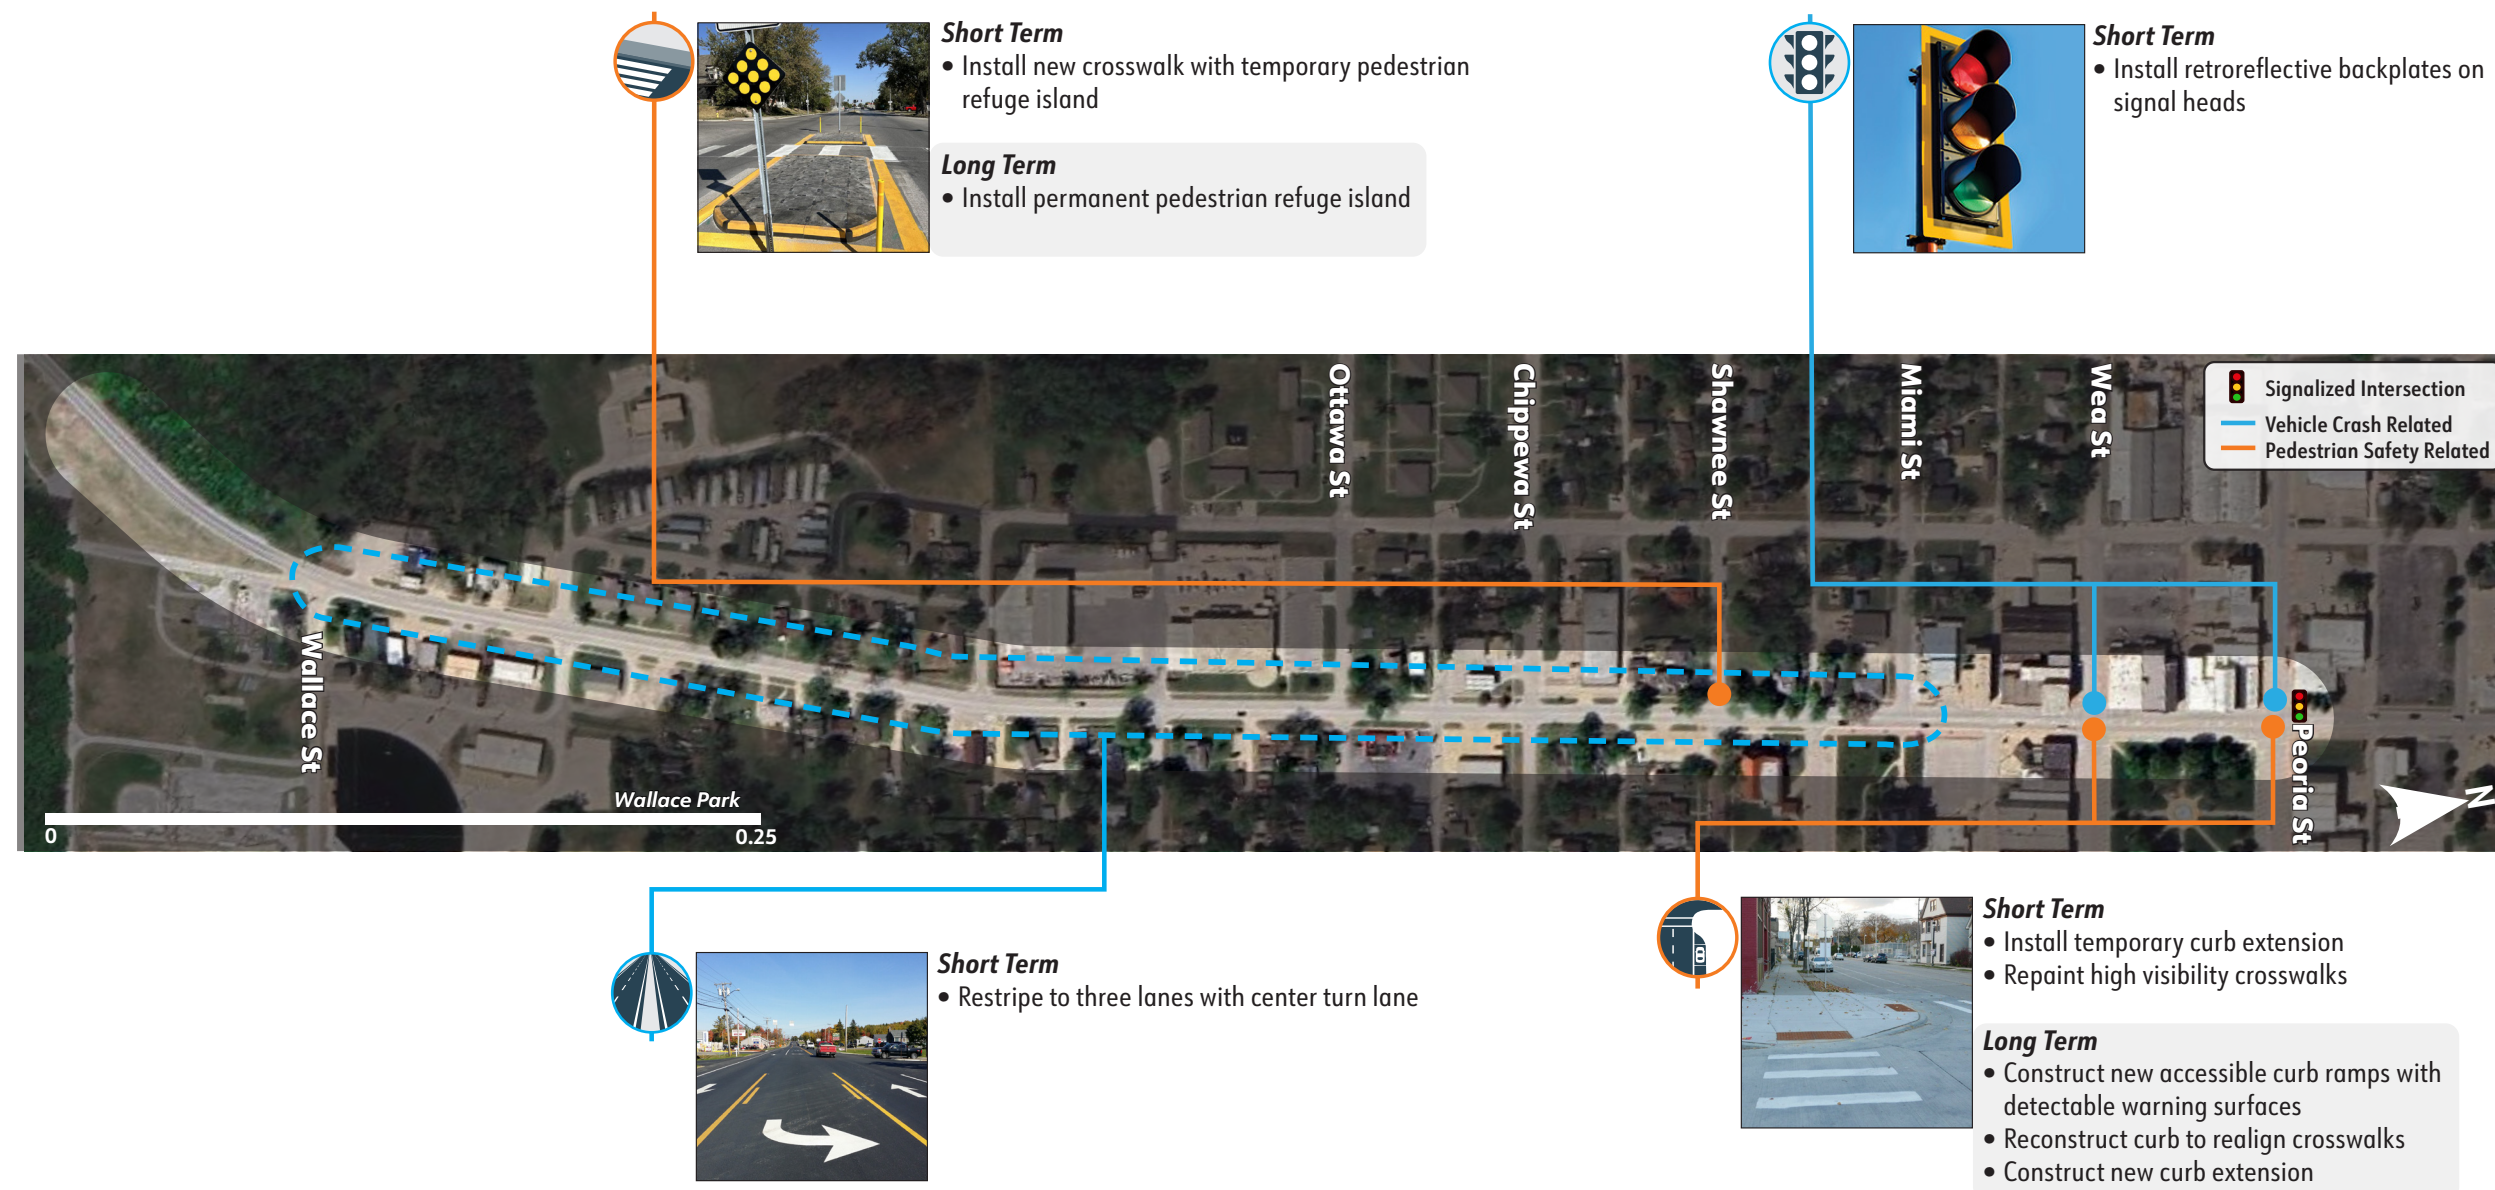 Short Term
• Install new crosswalk with temporary pedestrian
refuge island
Long Term
• Install permanent pedestrian refuge island
Short Term
• Install retroreflective backplates on
signal heads
Ottawa St
Chippewa St
Shawnee St
Miami St
Wea St
Signalized Intersection
Vehicle Crash Related
Pedestrian Safety Related
Wallace St
Peoria St
Wallace Park
0
0.25
N
Short Term
• Restripe to three lanes with center turn lane
Short Term
• Install temporary curb extension
• Repaint high visibility crosswalks
Long Term
• Construct new accessible curb ramps with
detectable warning surfaces
• Reconstruct curb to realign crosswalks
• Construct new curb extension